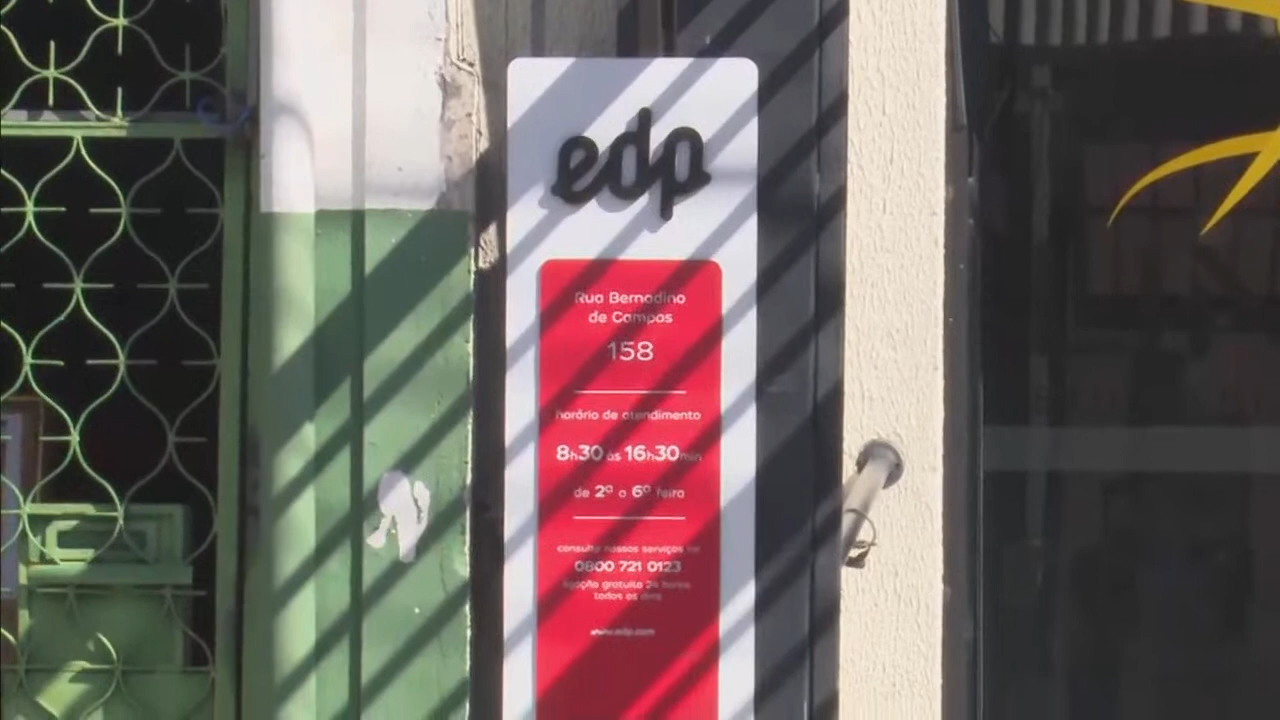 edp
Rua Bernadino
de Campos
158
horário de atendimento
8h30 às 16h30min
de 2ª a 6ª feira
consulte nossos serviços
0800 721 0123
ligação gratuita 24 horas
todos os dias
www.edp.com